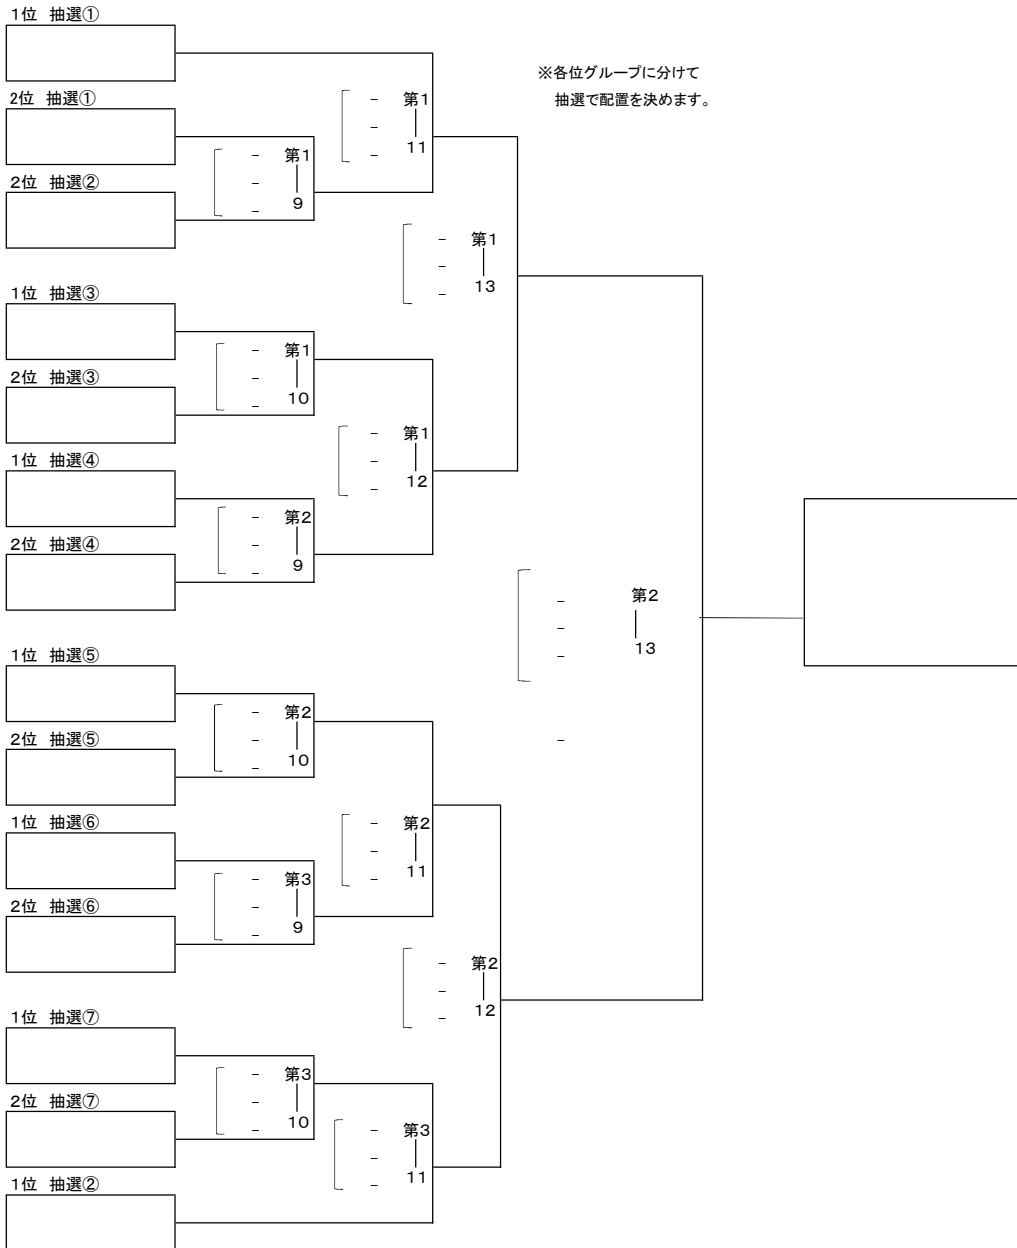 1位 抽選①
※各位グループに分けて
抽選で配置を決めます。
2位 抽選①
- 第1
-
- 11
- 第1
-
- 9
2位 抽選②
- 第1
-
- 13
1位 抽選③
- 第1
-
- 10
2位 抽選③
- 第1
-
- 12
1位 抽選④
- 第2
-
- 9
2位 抽選④
- 第2
-
- 13
-
1位 抽選⑤
- 第2
-
- 10
2位 抽選⑤
1位 抽選⑥
- 第2
-
- 11
- 第3
-
- 9
2位 抽選⑥
- 第2
-
- 12
1位 抽選⑦
- 第3
-
- 10
2位 抽選⑦
- 第3
-
- 11
1位 抽選②